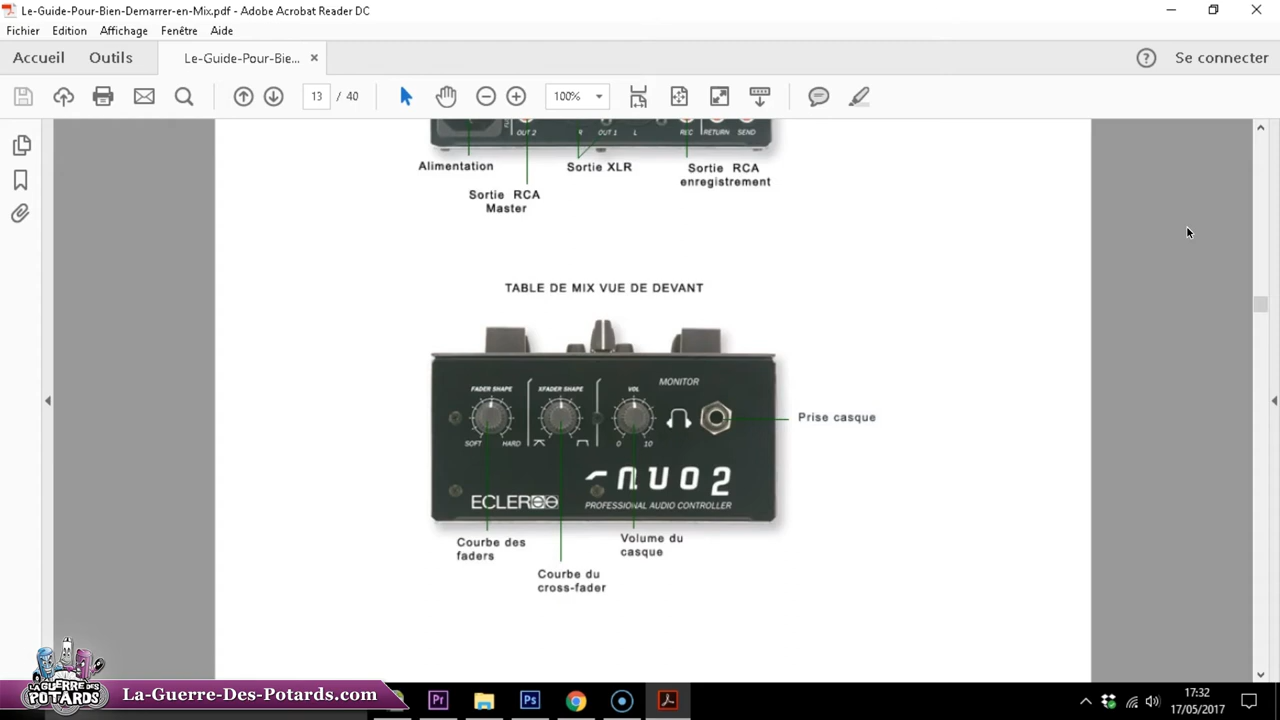 Le-Guide-Pour-Bien-Demarrer-en-Mix.pdf - Adobe Acrobat Reader DC
Fichier Edition Affichage Fenêtre Aide
Accueil Outils Le-Guide-Pour-Bie... × ? Se connecter
13 / 40 100%
OUT 2 R OUT 1 L REC RETURN SEND
Alimentation
Sortie XLR
Sortie RCA
enregistrement
Sortie RCA
Master
TABLE DE MIX VUE DE DEVANT
MONITOR
FADER SHAPE XFADER SHAPE VOL
Prise casque
SOFT HARD 0 10
nuo2
ECLER
PROFESSIONAL AUDIO CONTROLLER
Courbe des
faders
Volume du
casque
Courbe du
cross-fader
LA GUERRE DES
POTARDS
La-Guerre-Des-Potards.com
Pr Ps
17:32
17/05/2017